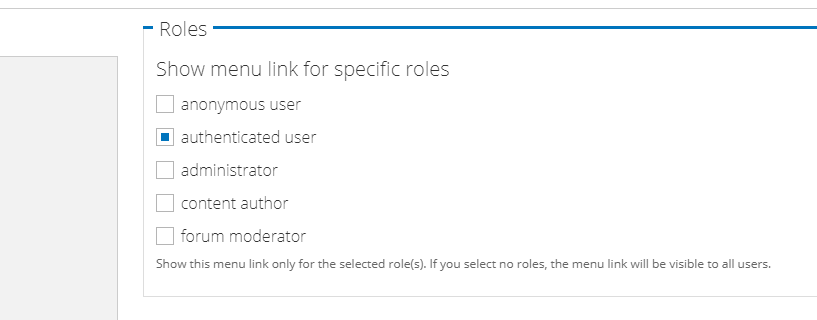 Roles
Show menu link for specific roles
anonymous user
authenticated user
administrator
content author
forum moderator
Show this menu link only for the selected role(s). If you select no roles, the menu link will be visible to all users.